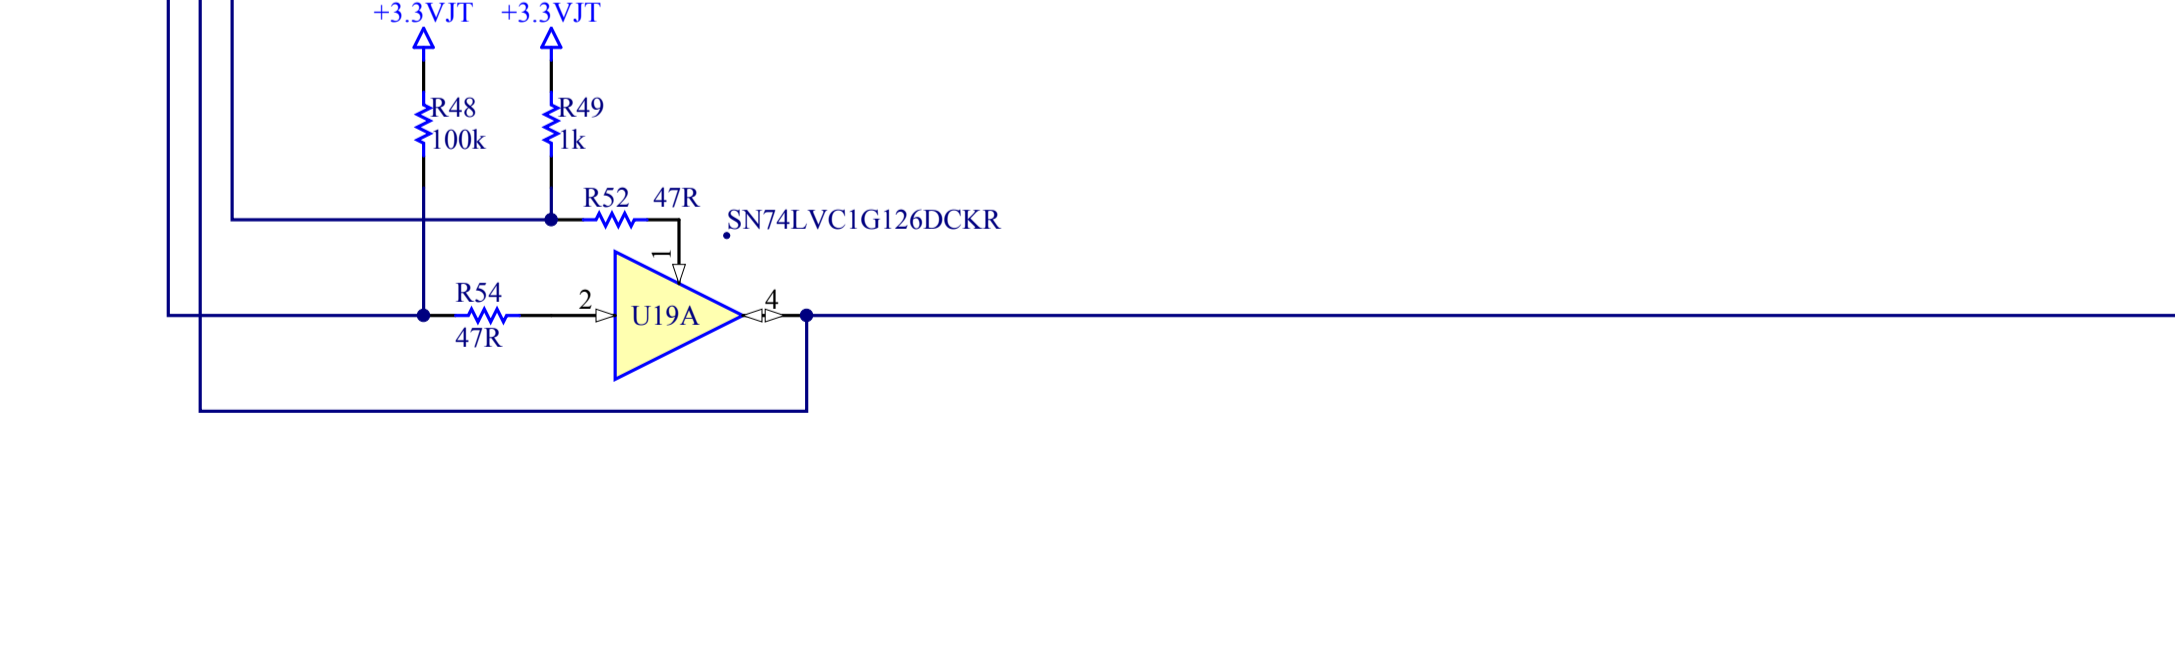 +3.3VJT +3.3VJT
R48 R49
100k 1k
R52 47R
SN74LVC1G126DCKR
1
R54 2 4
U19A
47R